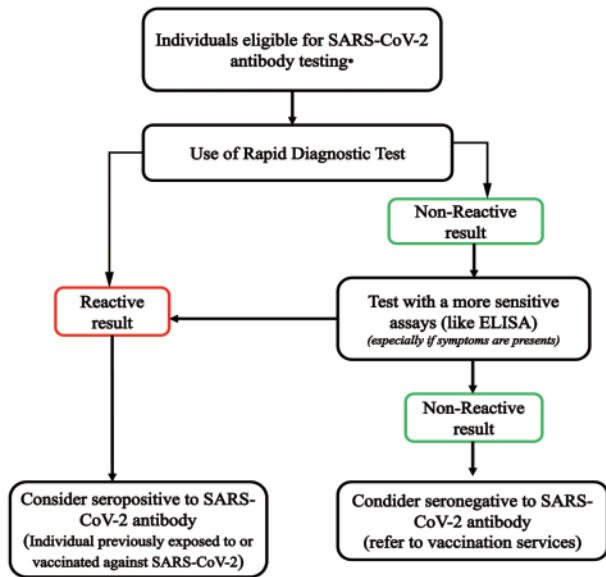 Individuals eligible for SARS-CoV-2
antibody testing*
Use of Rapid Diagnostic Test
Non-Reactive
result
Reactive
result
Test with a more sensitive
assays (like ELISA)
(especially if symptoms are presents)
Non-Reactive
result
Consider seropositive to SARS-
CoV-2 antibody
(Individual previously exposed to or
vaccinated against SARS-CoV-2)
Condider seronegative to SARS-
CoV-2 antibody
(refer to vaccination services)